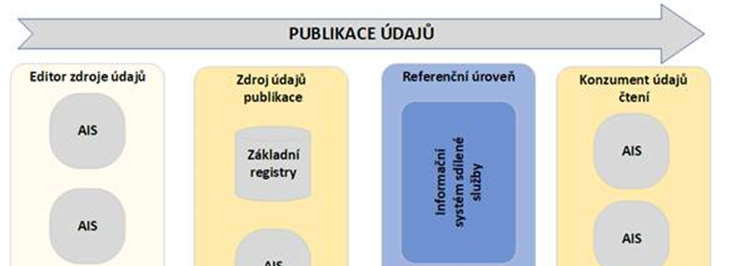 PUBLIKACE ÚDAJŮ
Editor zdroje údajů
AIS
AIS
Zdroj údajů
publikace
Základní
registry
AIS
Referenční úroveň
Informační
systém sdílené
služby
Konzument údajů
čtení
AIS
AIS